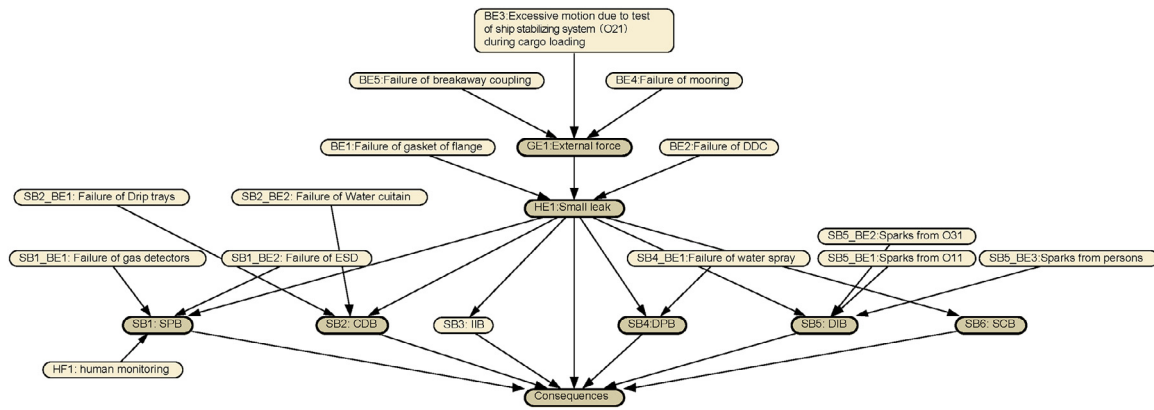 BE3:Excessive motion due to test
of ship stabilizing system (O21)
during cargo loading
BE5:Failure of breakaway coupling
BE4:Failure of mooring
BE1:Failure of gasket of flange
GE1:External force
BE2:Failure of DDC
SB2_BE1: Failure of Drip trays
SB2_BE2: Failure of Water cuitain
HE1:Small leak
SB5_BE2:Sparks from O31
SB1_BE1: Failure of gas detectors
SB1_BE2: Failure of ESD
SB4_BE1:Failure of water spray
SB5_BE1:Sparks from O11
SB5_BE3:Sparks from persons
SB1: SPB
SB2: CDB
SB3: IIB
SB4:DPB
SB5: DIB
SB6: SCB
HF1: human monitoring
Consequences